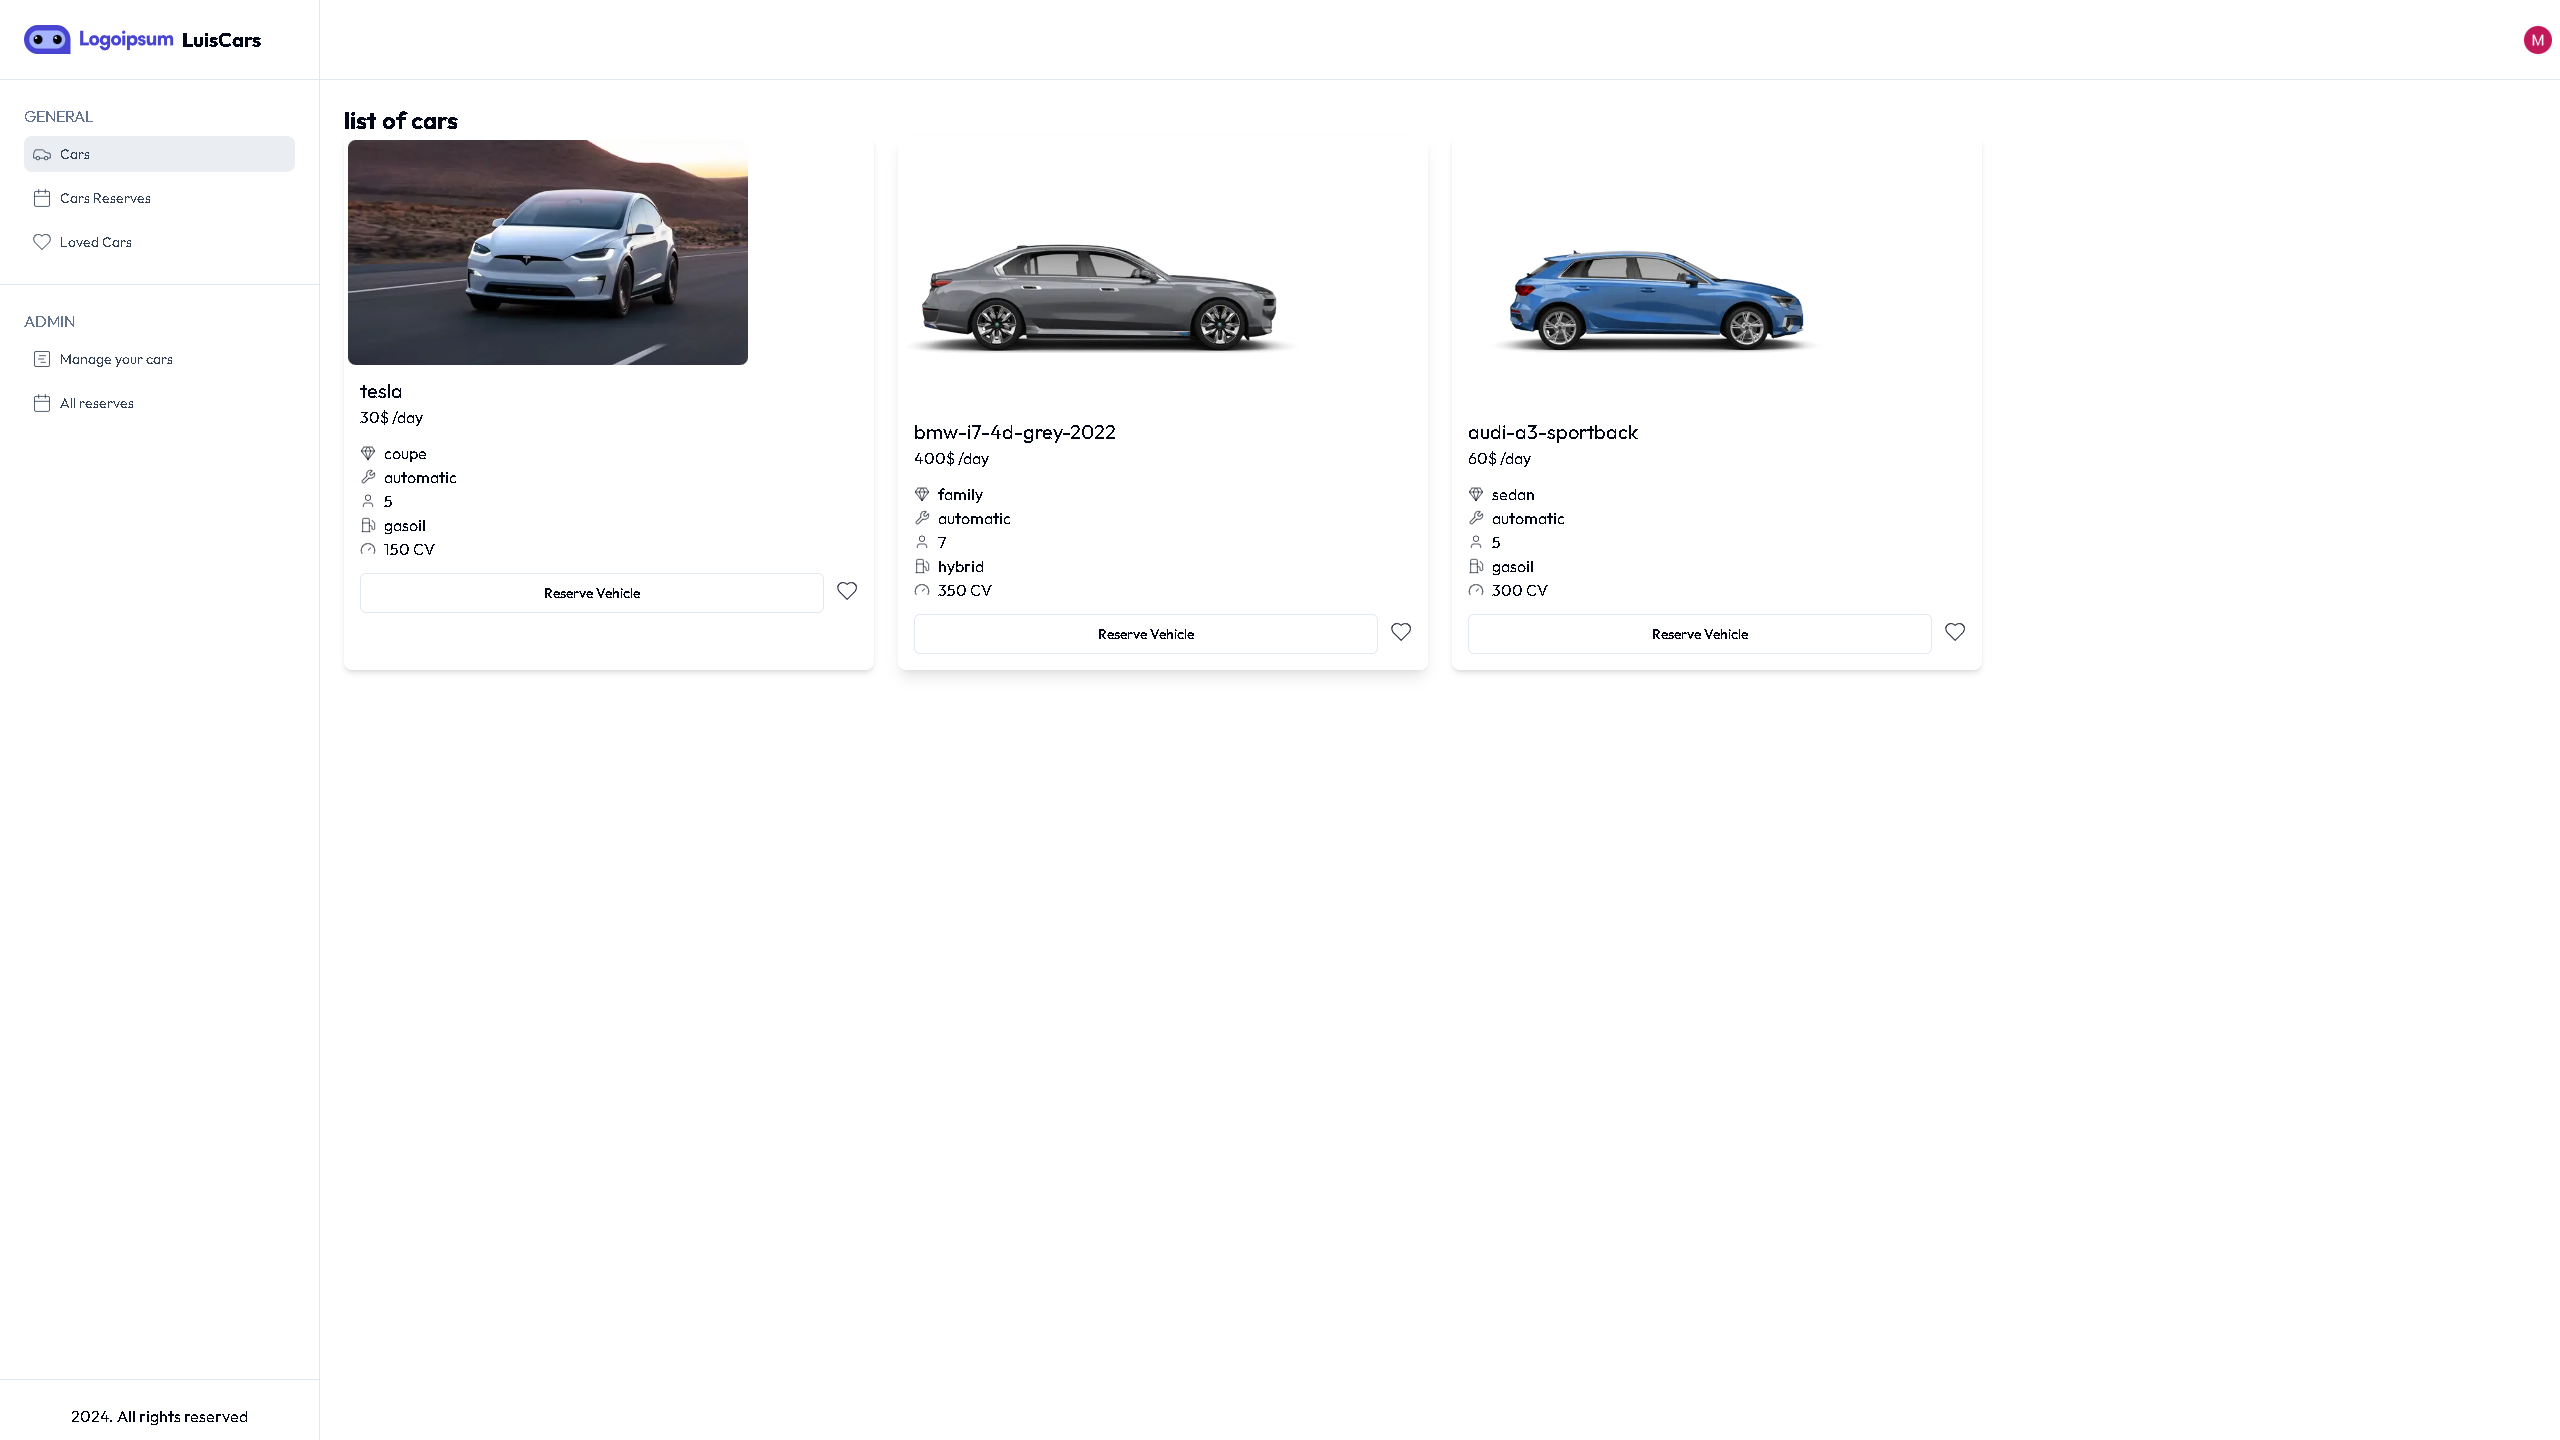 Logoipsum LuisCars
M
GENERAL
Cars
Cars Reserves
Loved Cars
ADMIN
Manage your cars
All reserves
2024. All rights reserved
list of cars
tesla
30$ /day
coupe
automatic
5
gasoil
150 CV
Reserve Vehicle
bmw-i7-4d-grey-2022
400$ /day
family
automatic
7
hybrid
350 CV
Reserve Vehicle
audi-a3-sportback
60$ /day
sedan
automatic
5
gasoil
300 CV
Reserve Vehicle